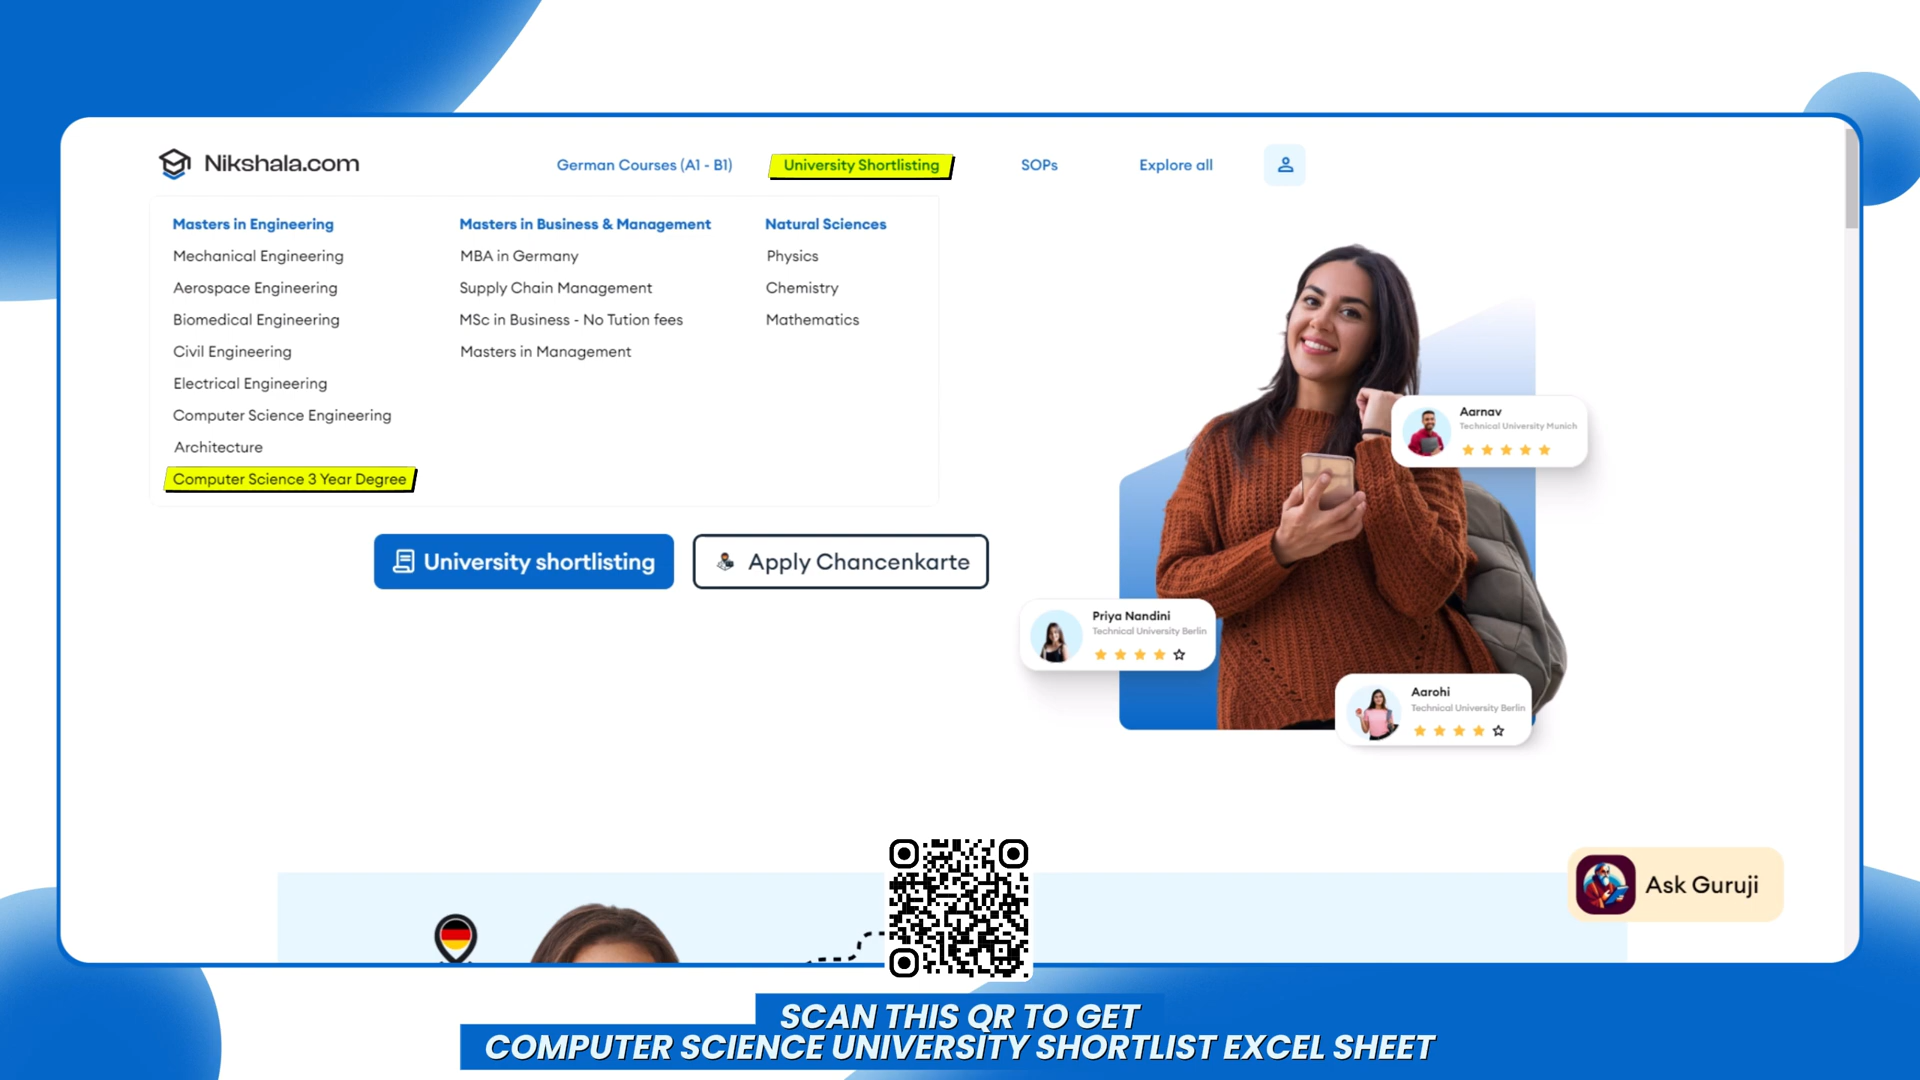 Nikshala.com
German Courses (A1 - B1)
University Shortlisting
SOPs
Explore all
Masters in Engineering
Mechanical Engineering
Aerospace Engineering
Biomedical Engineering
Civil Engineering
Electrical Engineering
Computer Science Engineering
Architecture
Computer Science 3 Year Degree
Masters in Business & Management
MBA in Germany
Supply Chain Management
MSc in Business - No Tution fees
Masters in Management
Natural Sciences
Physics
Chemistry
Mathematics
University shortlisting
Apply Chancenkarte
Aarnav
Technical University Munich
Priya Nandini
Technical University Berlin
Aarohi
Technical University Berlin
Ask Guruji
SCAN THIS QR TO GET
COMPUTER SCIENCE UNIVERSITY SHORTLIST EXCEL SHEET